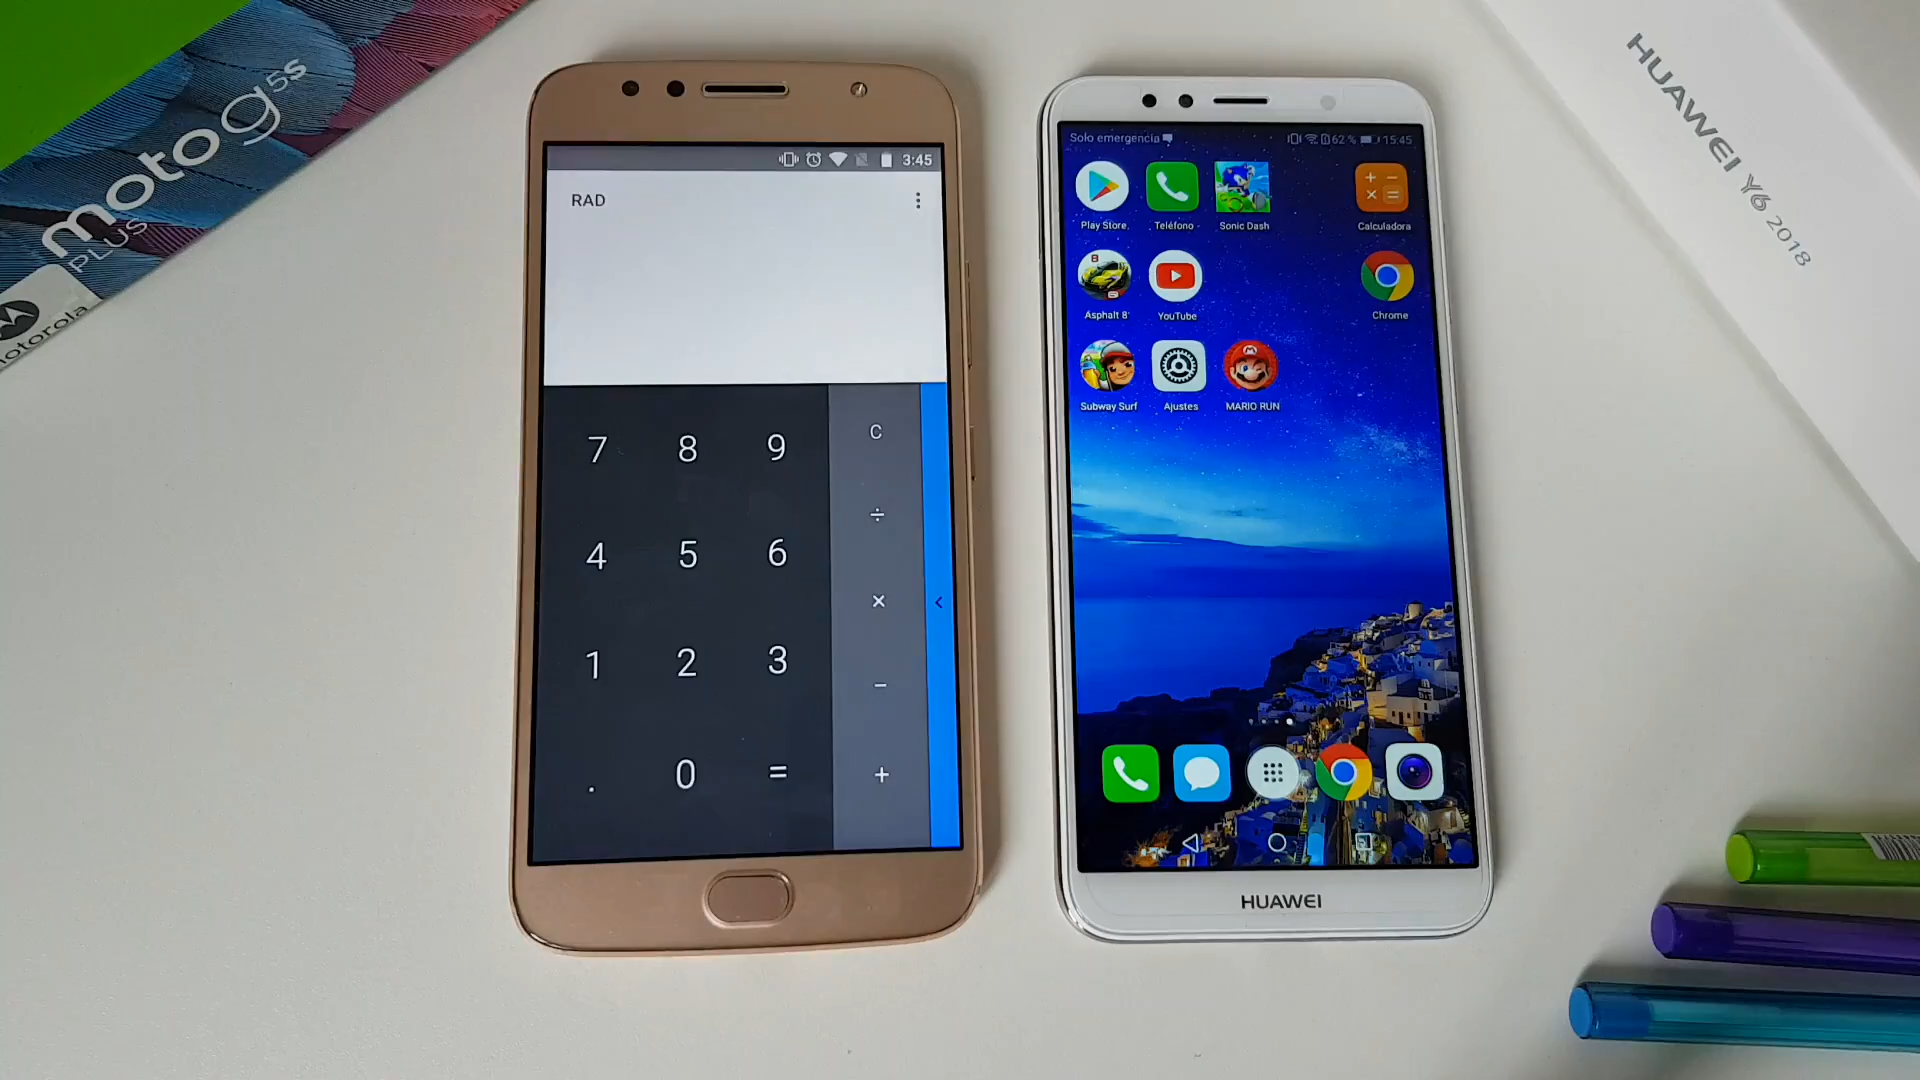 moto g5s
PLUS
motorola
3:45
RAD
7 8 9 C
÷
4 5 6
×
<
1 2 3
−
. 0 = +
Solo emergencia
62 % 15:45
Play Store
Teléfono
Sonic Dash
+ − × =
Calculadora
8
Asphalt 8
YouTube
Chrome
M
Subway Surf
Ajustes
MARIO RUN
HUAWEI
HUAWEI Y6 2018